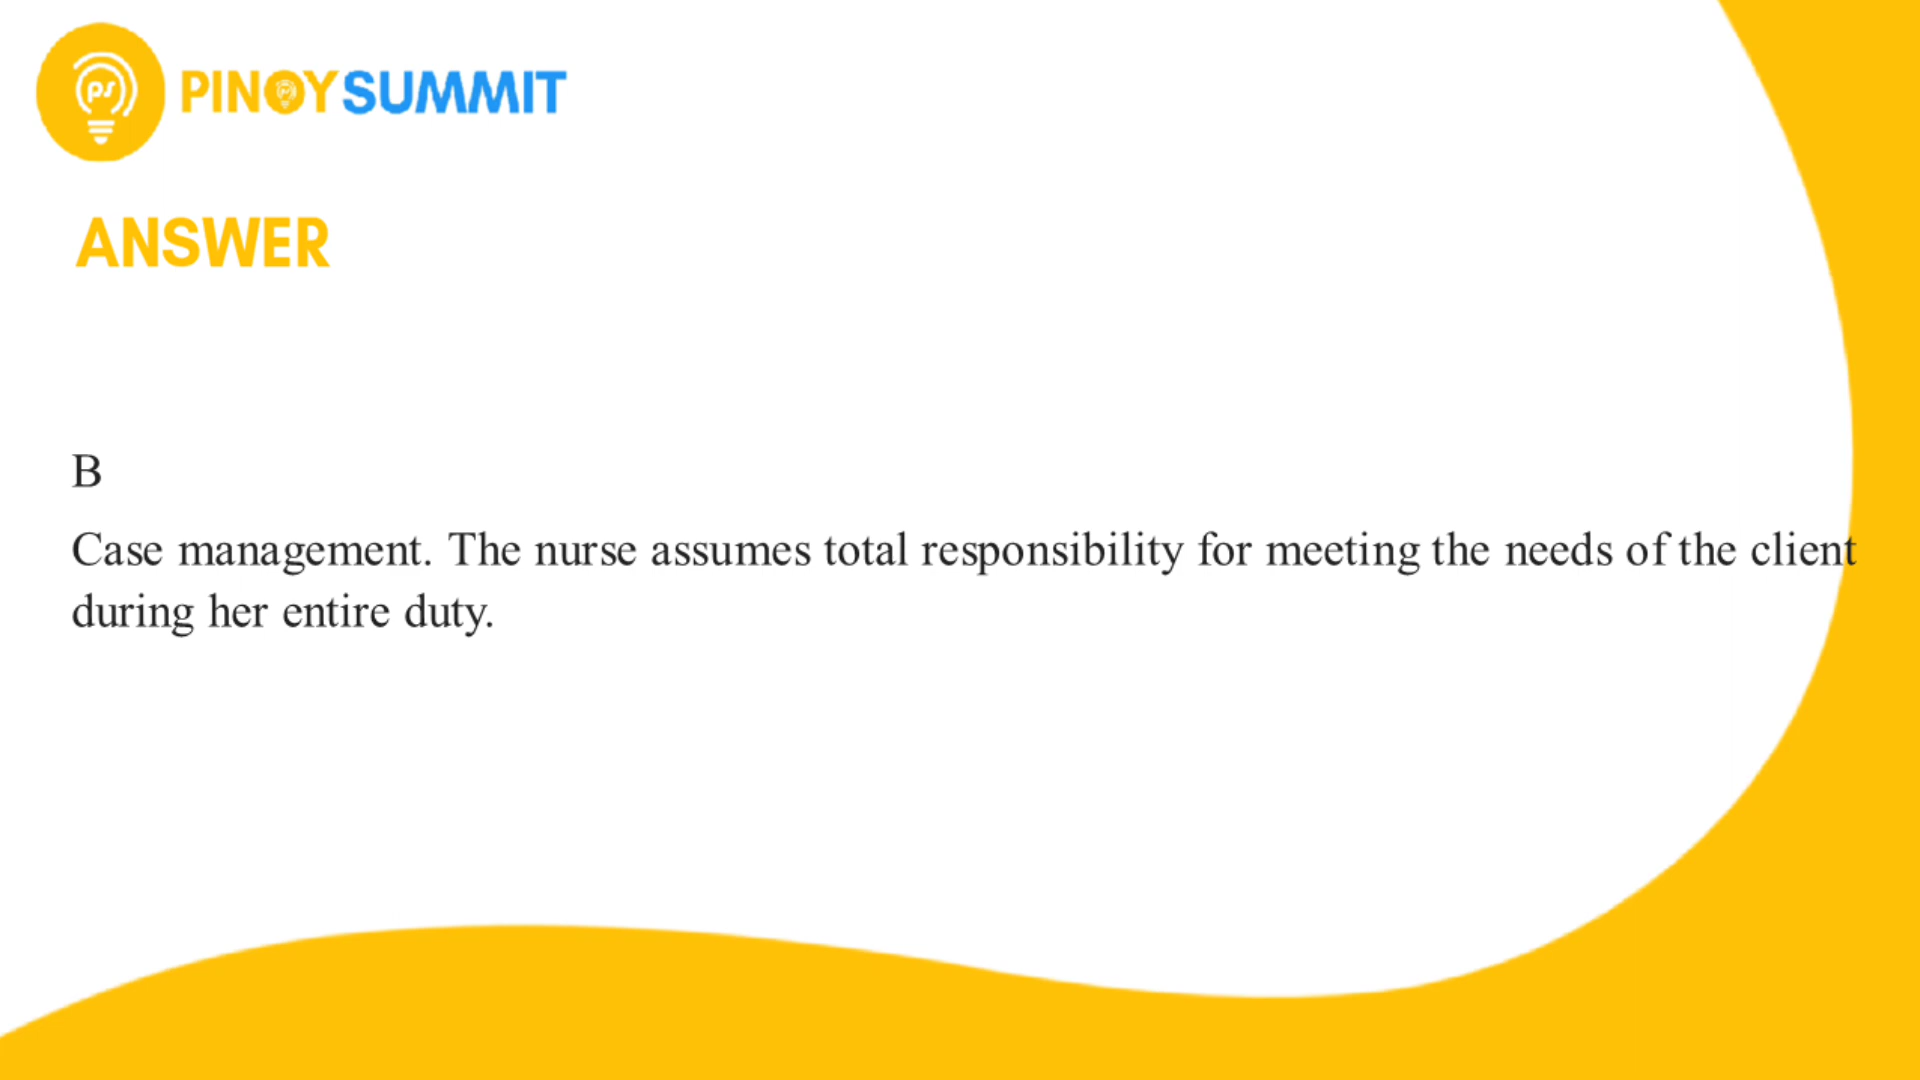 PINOYSUMMIT
ANSWER
B
Case management. The nurse assumes total responsibility for meeting the needs of the client
during her entire duty.